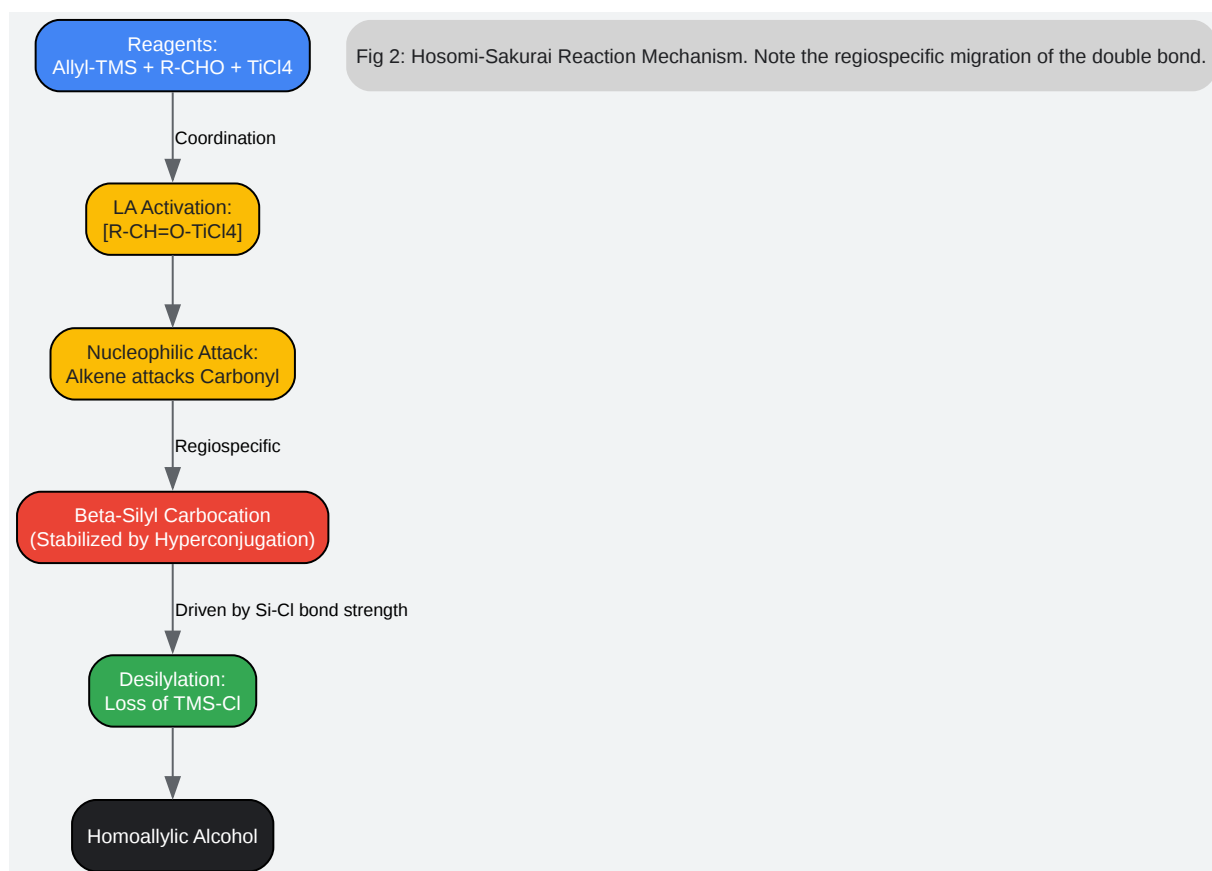 Reagents:
Allyl-TMS + R-CHO + TiCl4
Fig 2: Hosomi-Sakurai Reaction Mechanism. Note the regiospecific migration of the double bond.
Coordination
LA Activation:
[R-CH=O-TiCl4]
Nucleophilic Attack:
Alkene attacks Carbonyl
Regiospecific
Beta-Silyl Carbocation
(Stabilized by Hyperconjugation)
Driven by Si-Cl bond strength
Desilylation:
Loss of TMS-Cl
Homoallylic Alcohol